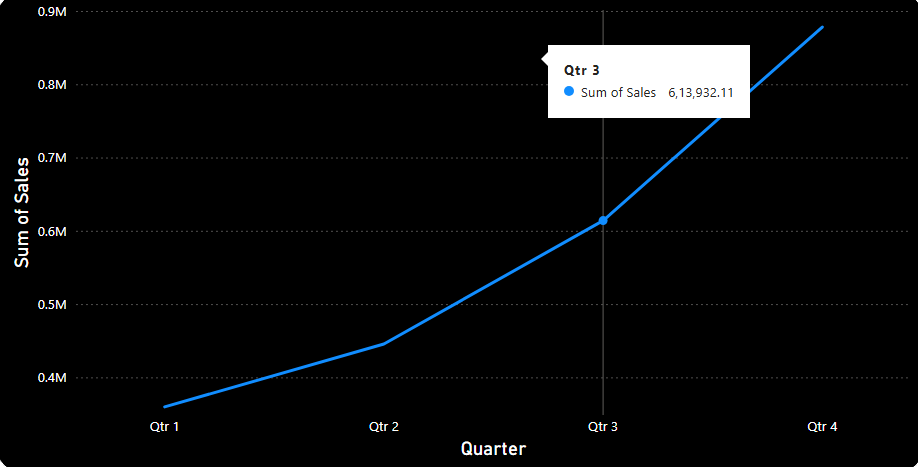 0.9M
0.8M
0.7M
0.6M
0.5M
0.4M
Sum of Sales
Qtr 3
Sum of Sales 6,13,932.11
Qtr 1 Qtr 2 Qtr 3 Qtr 4
Quarter